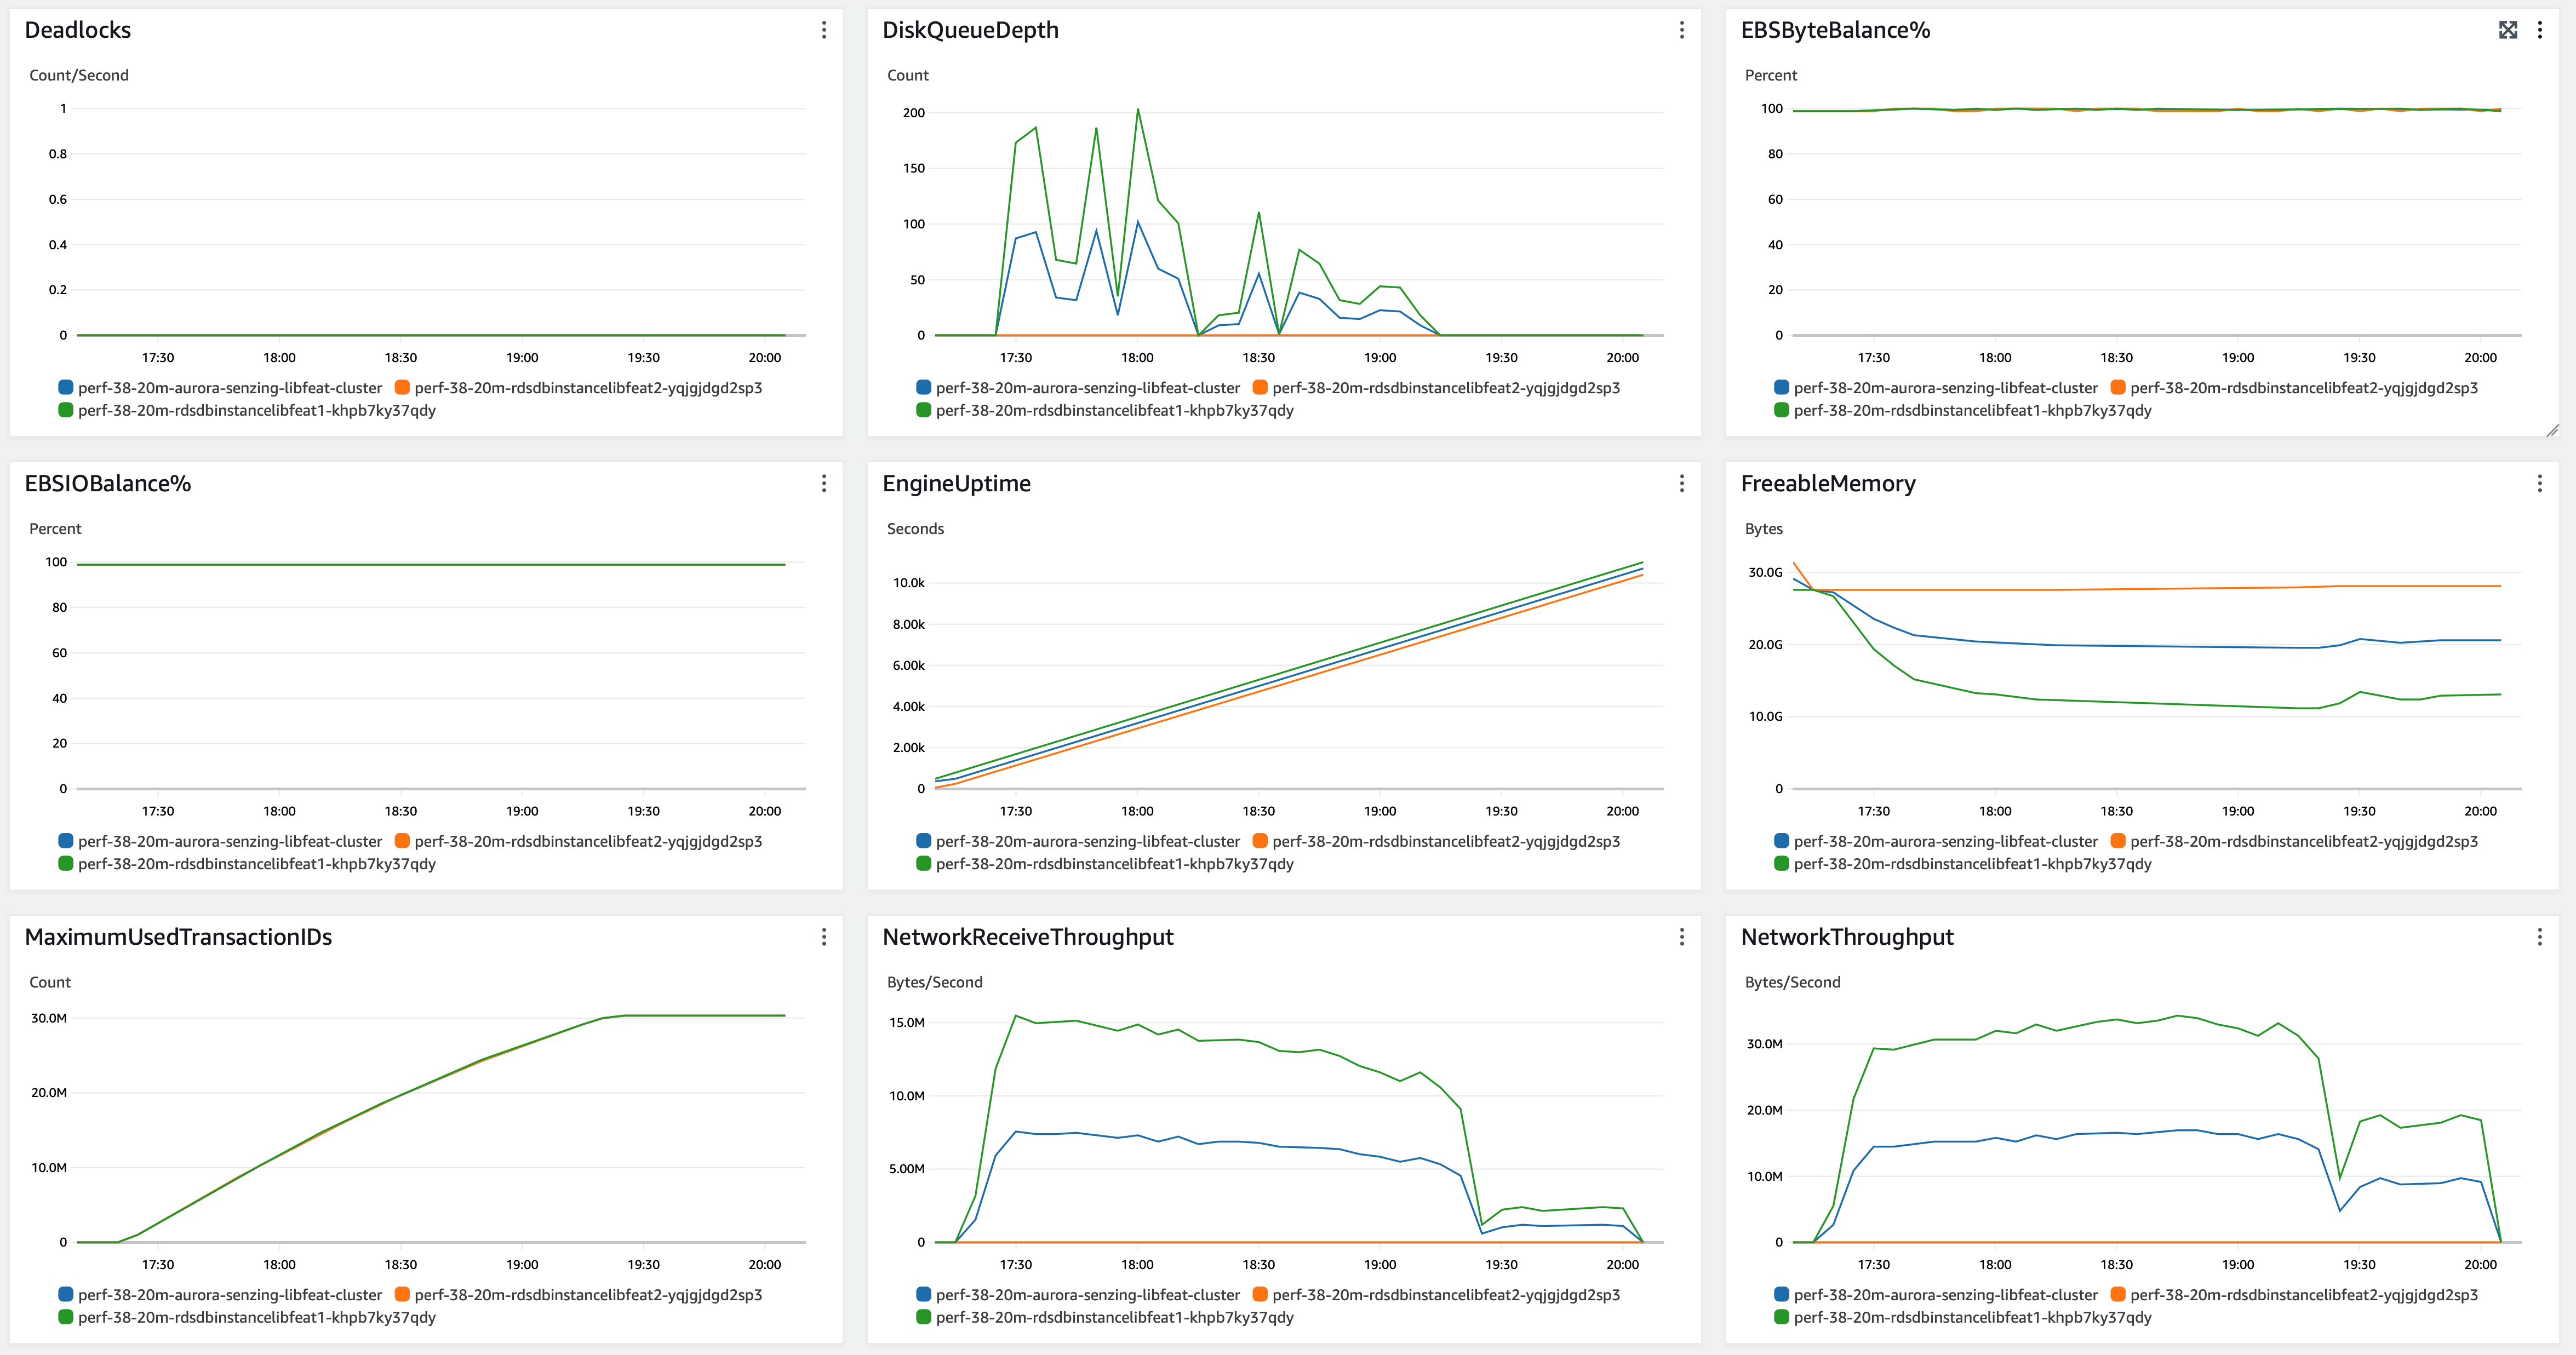 Deadlocks
Count/Second
1
0.8
0.6
0.4
0.2
0
17:30 18:00 18:30 19:00 19:30 20:00
perf-38-20m-aurora-senzing-libfeat-cluster perf-38-20m-rdsdbinstancelibfeat2-yqjgjdgd2sp3
perf-38-20m-rdsdbinstancelibfeat1-khpb7ky37qdy
DiskQueueDepth
Count
200
150
100
50
0
17:30 18:00 18:30 19:00 19:30 20:00
perf-38-20m-aurora-senzing-libfeat-cluster perf-38-20m-rdsdbinstancelibfeat2-yqjgjdgd2sp3
perf-38-20m-rdsdbinstancelibfeat1-khpb7ky37qdy
EBSByteBalance%
Percent
100
80
60
40
20
0
17:30 18:00 18:30 19:00 19:30 20:00
perf-38-20m-aurora-senzing-libfeat-cluster perf-38-20m-rdsdbinstancelibfeat2-yqjgjdgd2sp3
perf-38-20m-rdsdbinstancelibfeat1-khpb7ky37qdy
EBSIOBalance%
Percent
100
80
60
40
20
0
17:30 18:00 18:30 19:00 19:30 20:00
perf-38-20m-aurora-senzing-libfeat-cluster perf-38-20m-rdsdbinstancelibfeat2-yqjgjdgd2sp3
perf-38-20m-rdsdbinstancelibfeat1-khpb7ky37qdy
EngineUptime
Seconds
10.0k
8.00k
6.00k
4.00k
2.00k
0
17:30 18:00 18:30 19:00 19:30 20:00
perf-38-20m-aurora-senzing-libfeat-cluster perf-38-20m-rdsdbinstancelibfeat2-yqjgjdgd2sp3
perf-38-20m-rdsdbinstancelibfeat1-khpb7ky37qdy
FreeableMemory
Bytes
30.0G
20.0G
10.0G
0
17:30 18:00 18:30 19:00 19:30 20:00
perf-38-20m-aurora-senzing-libfeat-cluster perf-38-20m-rdsdbinstancelibfeat2-yqjgjdgd2sp3
perf-38-20m-rdsdbinstancelibfeat1-khpb7ky37qdy
MaximumUsedTransactionIDs
Count
30.0M
20.0M
10.0M
0
17:30 18:00 18:30 19:00 19:30 20:00
perf-38-20m-aurora-senzing-libfeat-cluster perf-38-20m-rdsdbinstancelibfeat2-yqjgjdgd2sp3
perf-38-20m-rdsdbinstancelibfeat1-khpb7ky37qdy
NetworkReceiveThroughput
Bytes/Second
15.0M
10.0M
5.00M
0
17:30 18:00 18:30 19:00 19:30 20:00
perf-38-20m-aurora-senzing-libfeat-cluster perf-38-20m-rdsdbinstancelibfeat2-yqjgjdgd2sp3
perf-38-20m-rdsdbinstancelibfeat1-khpb7ky37qdy
NetworkThroughput
Bytes/Second
30.0M
20.0M
10.0M
0
17:30 18:00 18:30 19:00 19:30 20:00
perf-38-20m-aurora-senzing-libfeat-cluster perf-38-20m-rdsdbinstancelibfeat2-yqjgjdgd2sp3
perf-38-20m-rdsdbinstancelibfeat1-khpb7ky37qdy